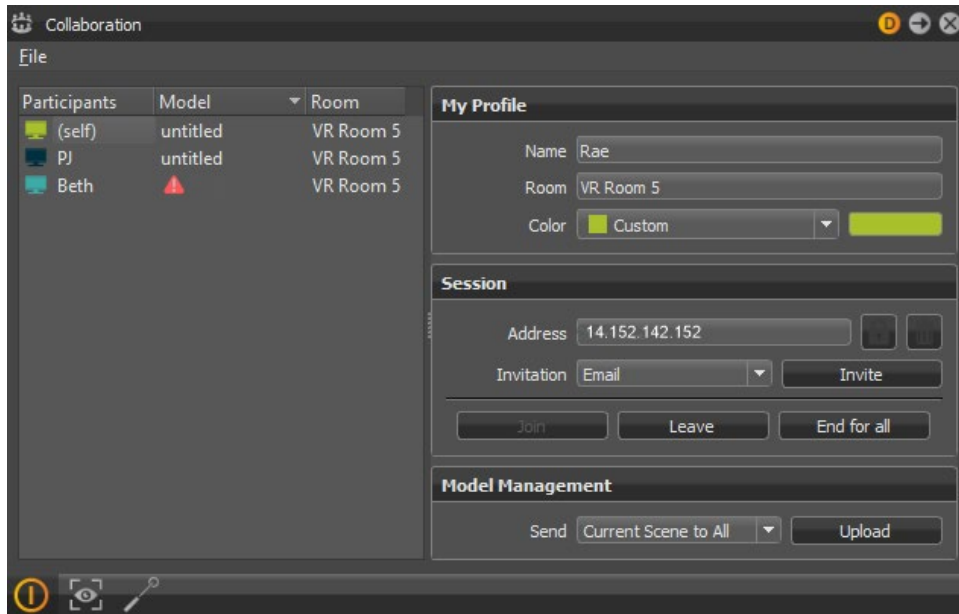 Collaboration
D
File
Participants Model Room
(self) untitled VR Room 5
PJ untitled VR Room 5
Beth VR Room 5
My Profile
Name Rae
Room VR Room 5
Color Custom
Session
Address 14.152.142.152
Invitation Email Invite
Join Leave End for all
Model Management
Send Current Scene to All Upload